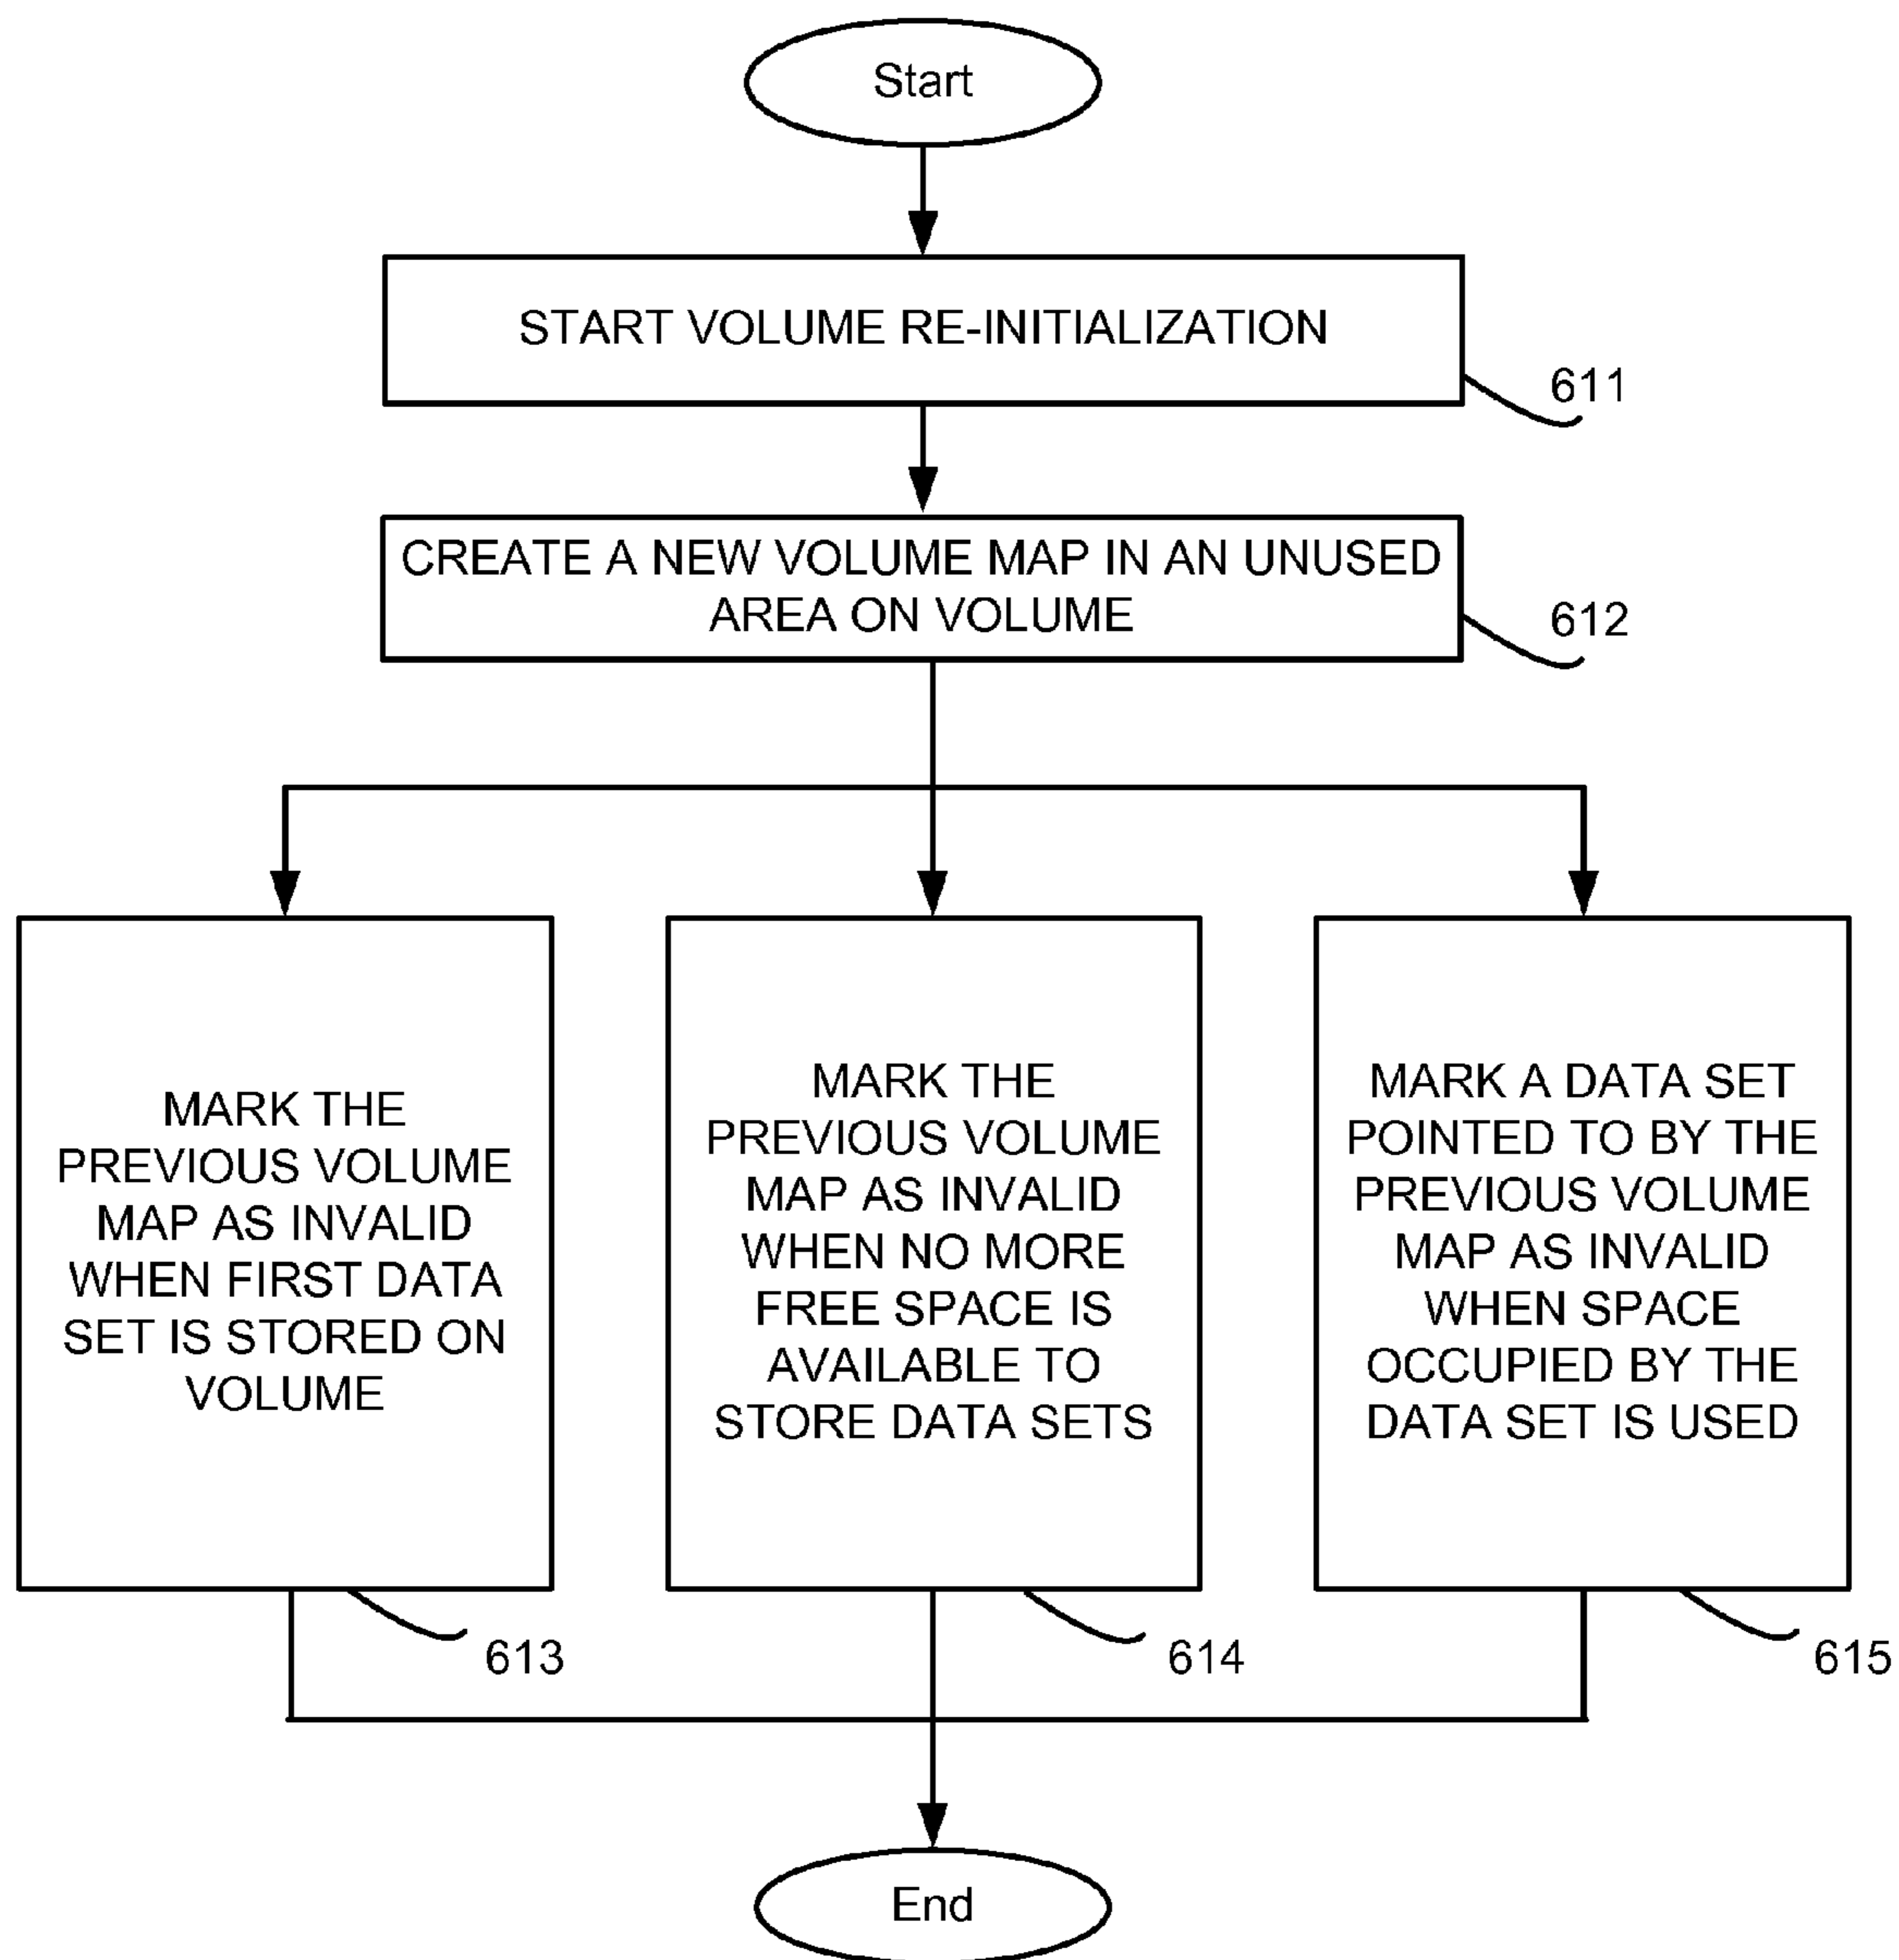 Start
START VOLUME RE-INITIALIZATION
611
CREATE A NEW VOLUME MAP IN AN UNUSED
AREA ON VOLUME
612
MARK THE
PREVIOUS VOLUME
MAP AS INVALID
WHEN FIRST DATA
SET IS STORED ON
VOLUME
613
MARK THE
PREVIOUS VOLUME
MAP AS INVALID
WHEN NO MORE
FREE SPACE IS
AVAILABLE TO
STORE DATA SETS
614
MARK A DATA SET
POINTED TO BY THE
PREVIOUS VOLUME
MAP AS INVALID
WHEN SPACE
OCCUPIED BY THE
DATA SET IS USED
615
End